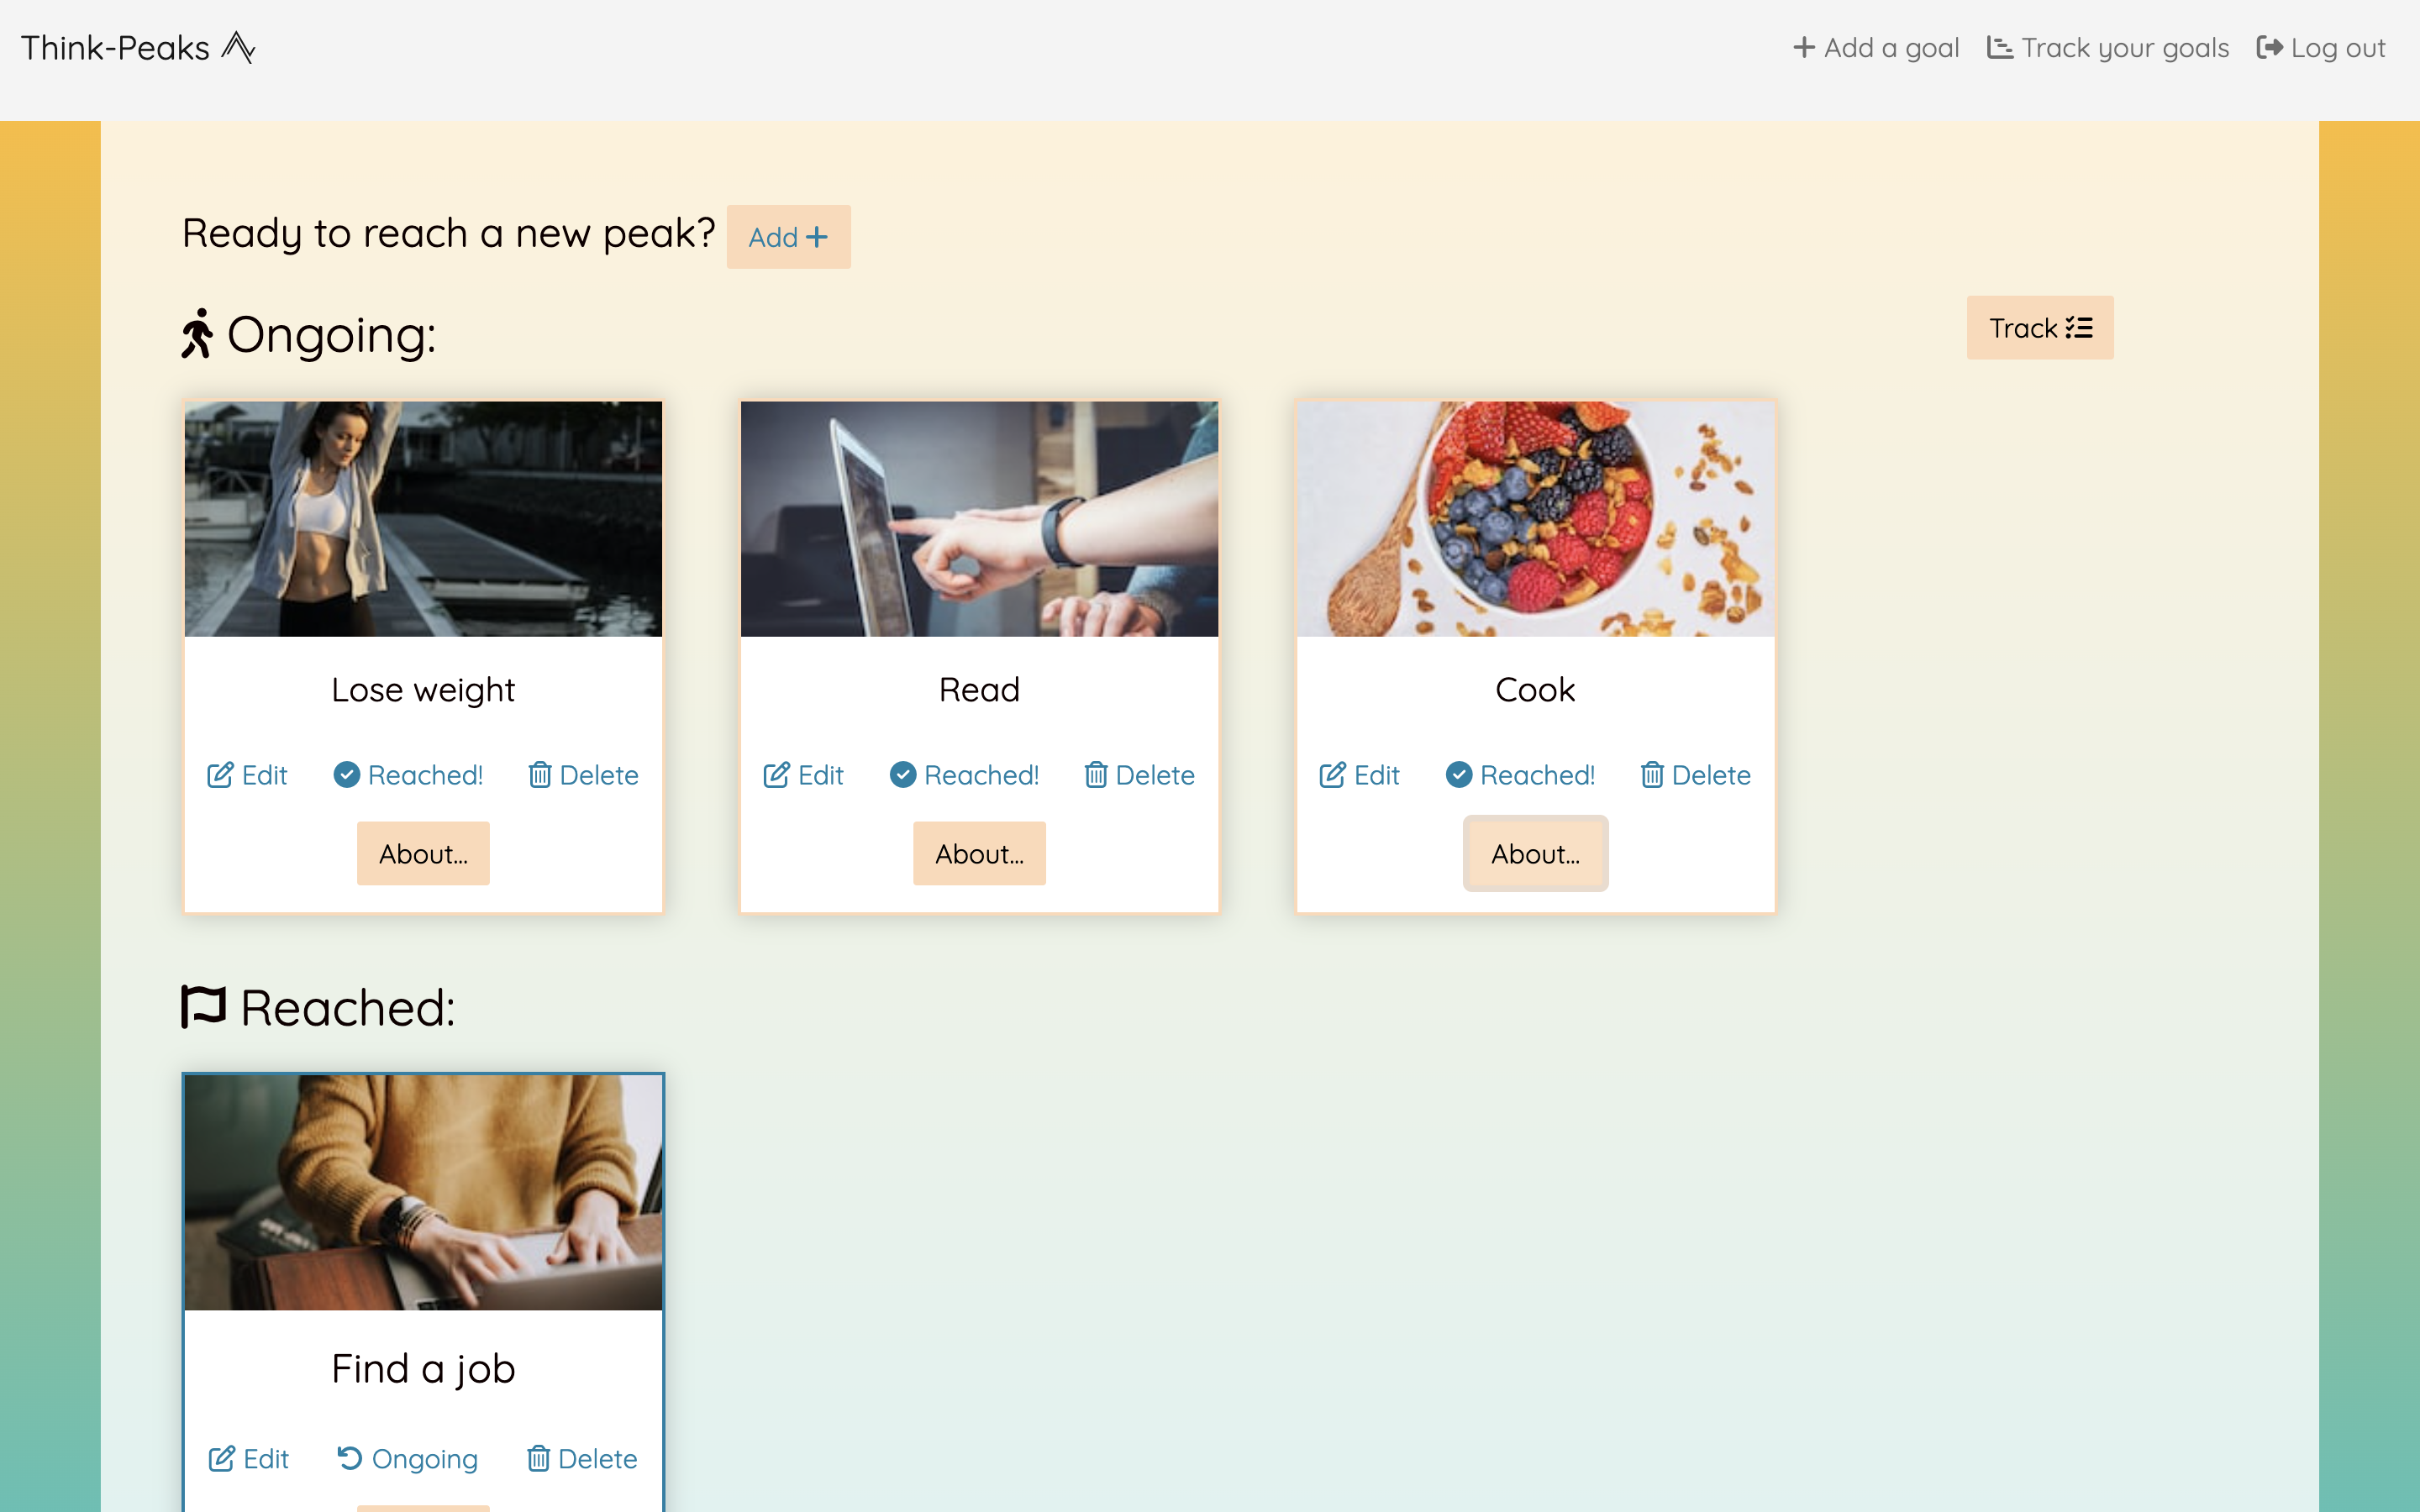 Think-Peaks
Add a goal Track your goals Log out
Ready to reach a new peak? Add
Ongoing: Track
Lose weight Read Cook
Edit Reached! Delete Edit Reached! Delete Edit Reached! Delete
About... About... About...
Reached:
Find a job
Edit Ongoing Delete